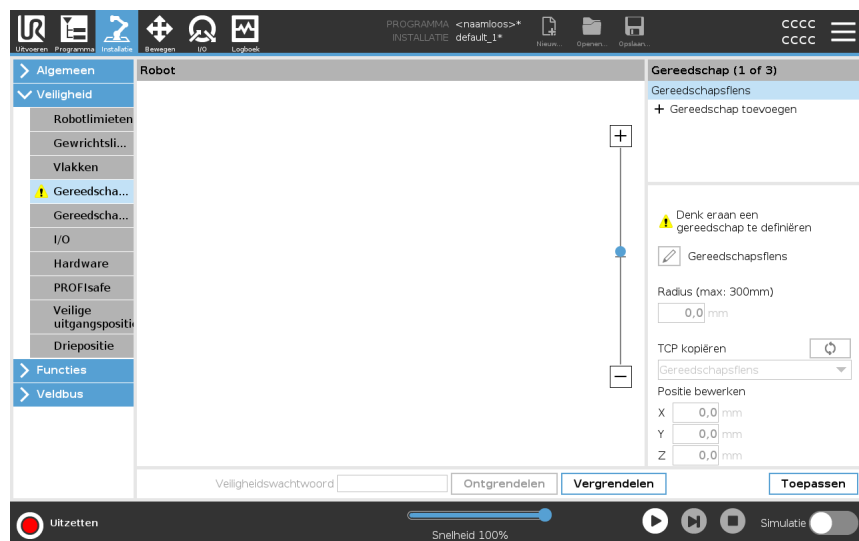 PROGRAMMA <naamloos>*
INSTALLATIE default_1*
Uitvoeren Programma Installatie Bewegen I/O Logboek
Nieuw... Openen... Opslaan...
CCCC
CCCC
Algemeen
Veiligheid
Robotlimieten
Gewrichtsli...
Vlakken
Gereedscha...
Gereedscha...
I/O
Hardware
PROFIsafe
Veilige
uitgangspositi
Driepositie
Functies
Veldbus
Robot
Gereedschap (1 of 3)
Gereedschapsflens
+ Gereedschap toevoegen
Denk eraan een
gereedschap te definiëren
Gereedschapsflens
Radius (max: 300mm)
0,0 mm
TCP kopiëren
Gereedschapsflens
Positie bewerken
X 0,0 mm
Y 0,0 mm
Z 0,0 mm
Veiligheidswachtwoord Ontgrendelen Vergrendelen Toepassen
Uitzetten
Snelheid 100%
Simulatie